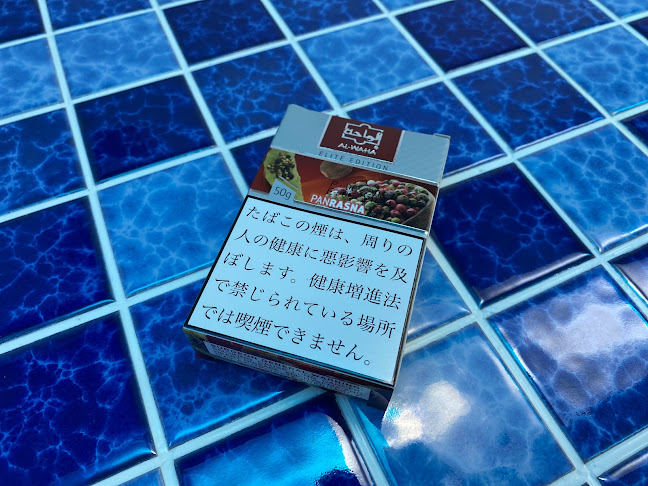 الواحة
AL-WAHA
ELITE EDITION
50g
PANRASNA
たばこの煙は、周りの
人の健康に悪影響を及
ぼします。健康増進法
で禁じられている場所
では喫煙できません。